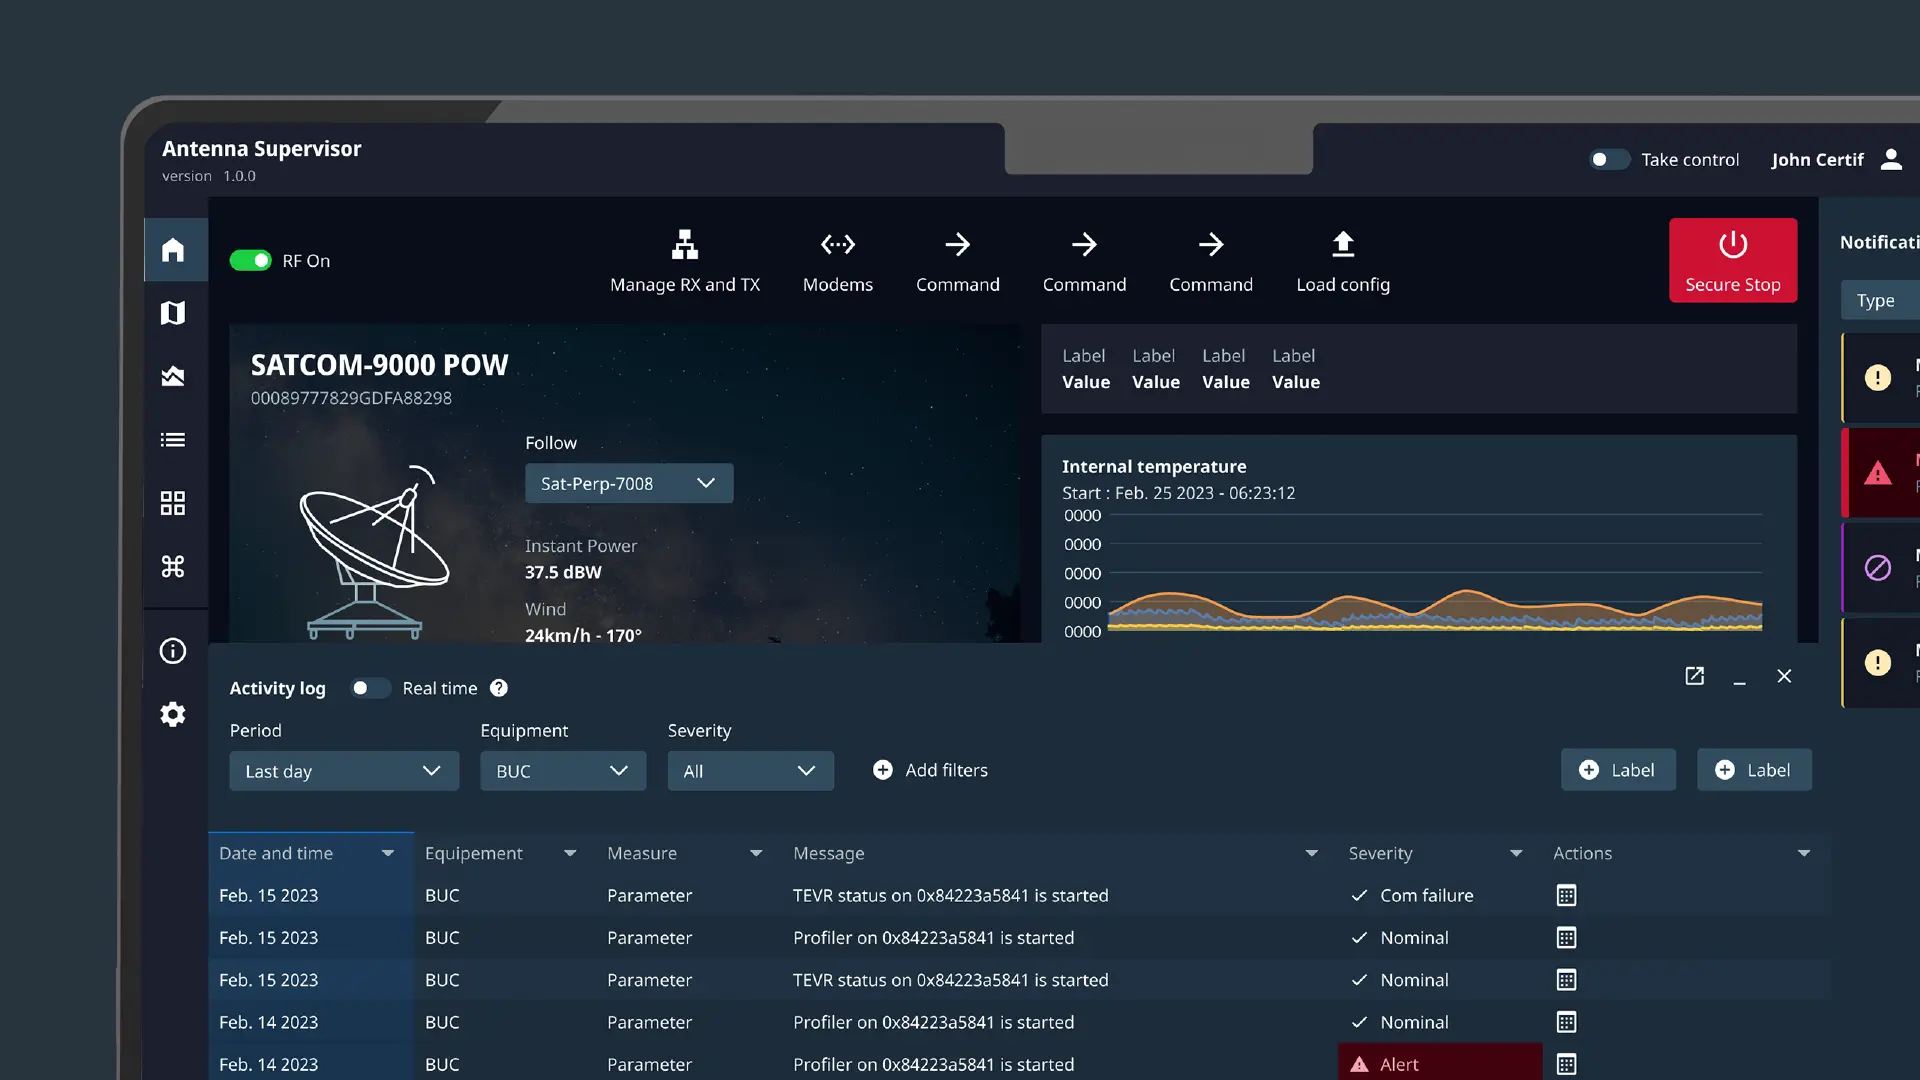 Antenna Supervisor
version 1.0.0
Take control
John Certif
RF On
Manage RX and TX
Modems
Command
Command
Command
Load config
Secure Stop
SATCOM-9000 POW
00089777829GDFA88298
Follow
Sat-Perp-7008
Instant Power
37.5 dBW
Wind
24km/h - 170°
Label Label Label Label
Value Value Value Value
Internal temperature
Start : Feb. 25 2023 - 06:23:12
0000
0000
0000
0000
0000
Notificati
Type
Activity log
Real time
Period
Equipment
Severity
Last day
BUC
All
Add filters
Label
Label
Date and time Equipement Measure Message Severity Actions
Feb. 15 2023 BUC Parameter TEVR status on 0x84223a5841 is started Com failure
Feb. 15 2023 BUC Parameter Profiler on 0x84223a5841 is started Nominal
Feb. 15 2023 BUC Parameter TEVR status on 0x84223a5841 is started Nominal
Feb. 14 2023 BUC Parameter Profiler on 0x84223a5841 is started Nominal
Feb. 14 2023 BUC Parameter Profiler on 0x84223a5841 is started Alert